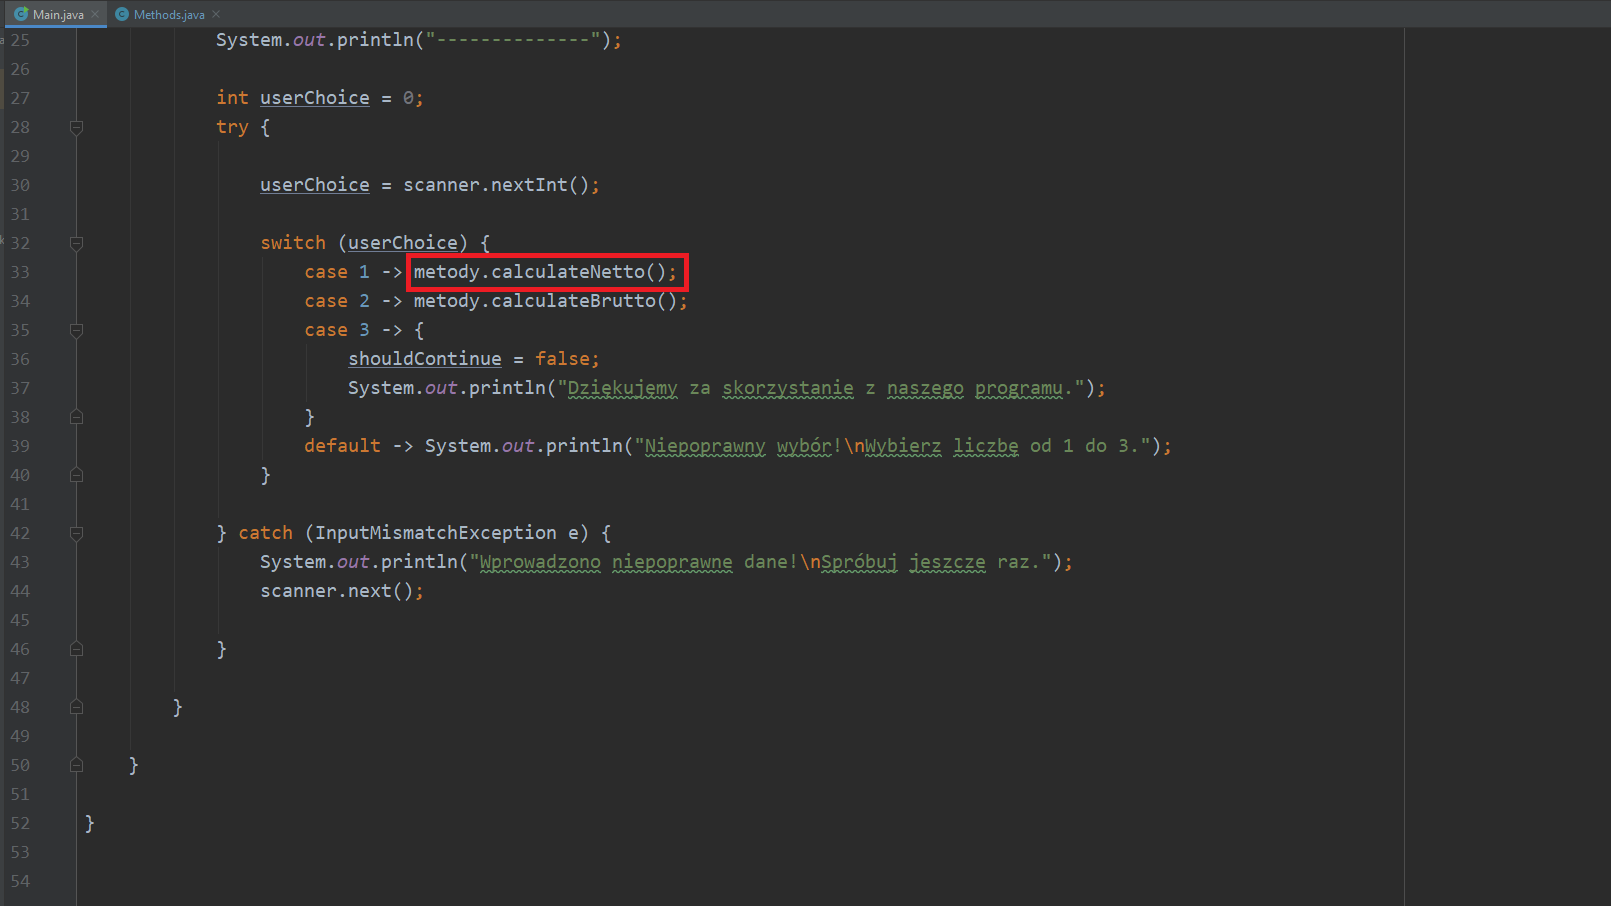 Main.java Methods.java
25 System.out.println("--------------");
26
27 int userChoice = 0;
28 try {
29
30 userChoice = scanner.nextInt();
31
32 switch (userChoice) {
33 case 1 -> metody.calculateNetto();
34 case 2 -> metody.calculateBrutto();
35 case 3 -> {
36 shouldContinue = false;
37 System.out.println("Dziękujemy za skorzystanie z naszego programu.");
38 }
39 default -> System.out.println("Niepoprawny wybór!\nWybierz liczbę od 1 do 3.");
40 }
41
42 } catch (InputMismatchException e) {
43 System.out.println("Wprowadzono niepoprawne dane!\nSpróbuj jeszcze raz.");
44 scanner.next();
45
46 }
47
48 }
49
50 }
51
52 }
53
54